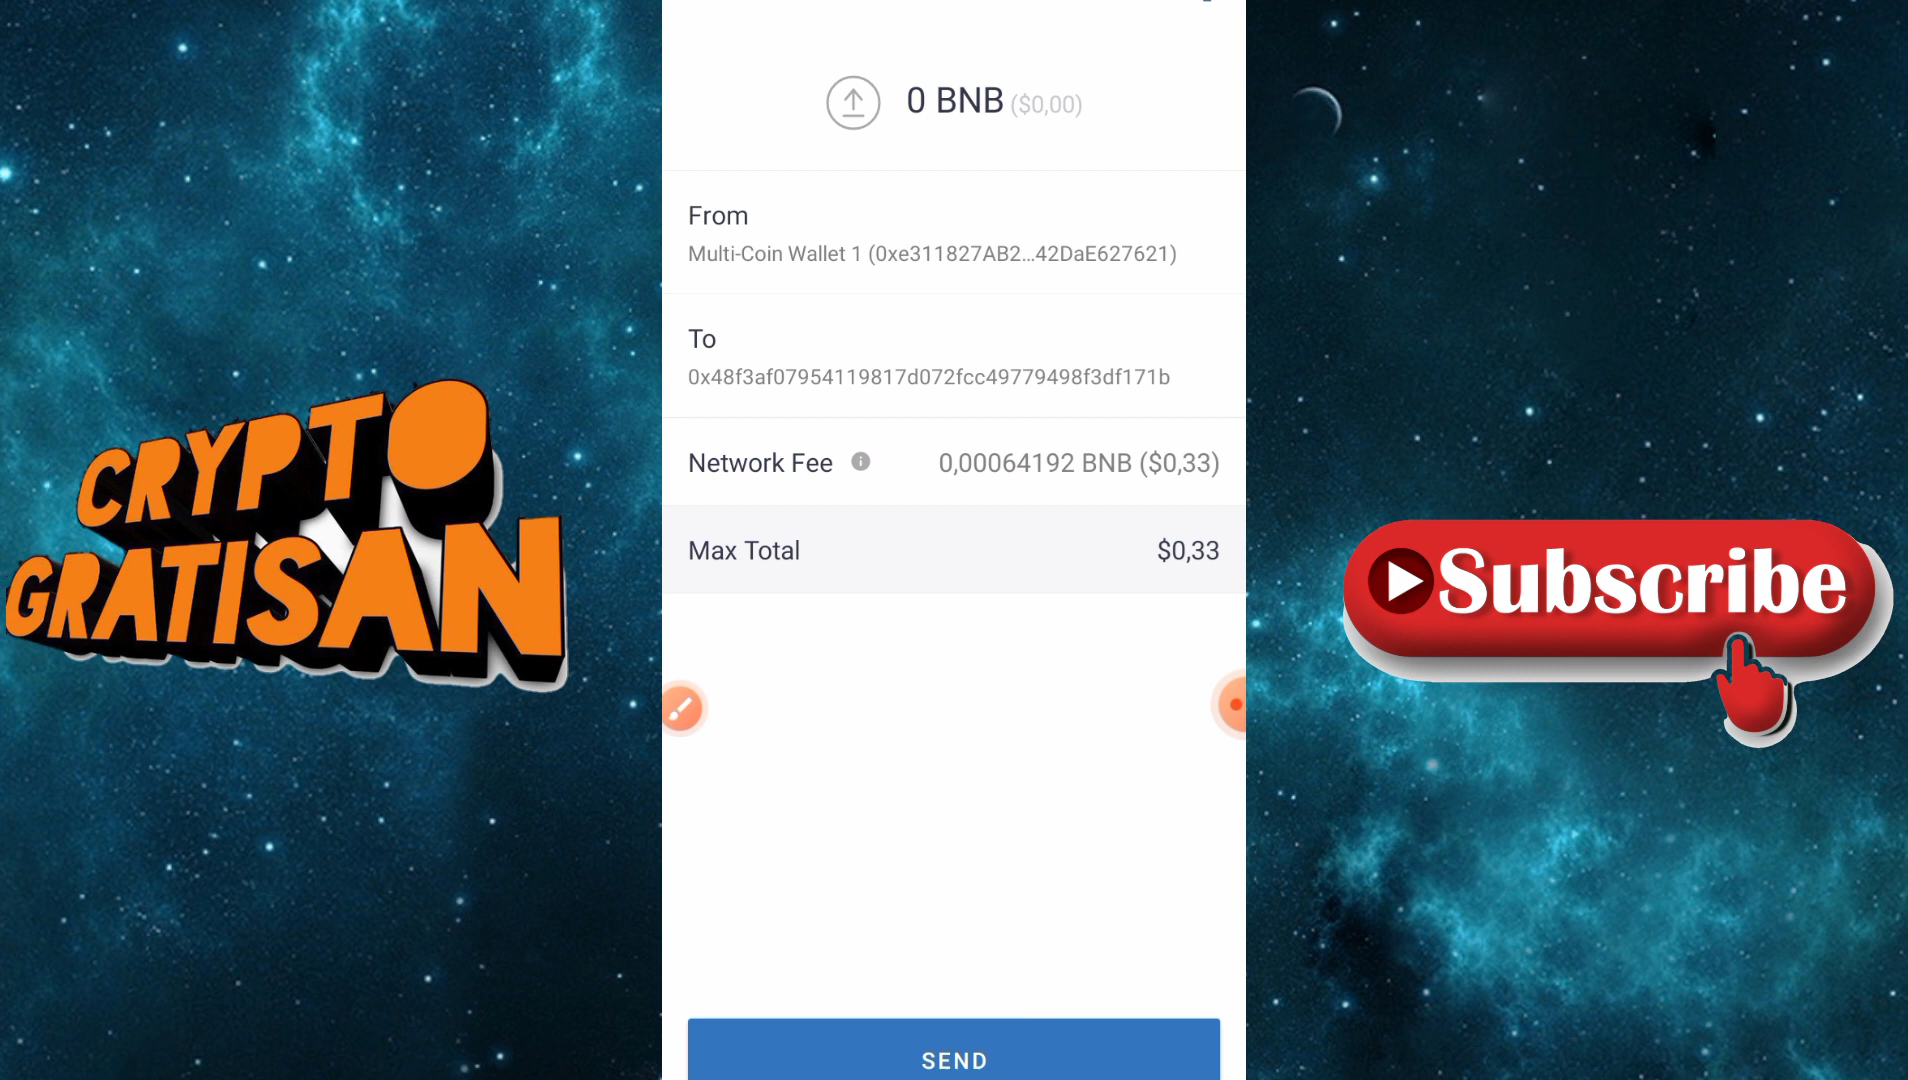 CRYPTO
GRATISAN
0 BNB ($0,00)
From
Multi-Coin Wallet 1 (0xe311827AB2...42DaE627621)
To
0x48f3af07954119817d072fcc49779498f3df171b
Network Fee 0,00064192 BNB ($0,33)
Max Total $0,33
SEND
Subscribe